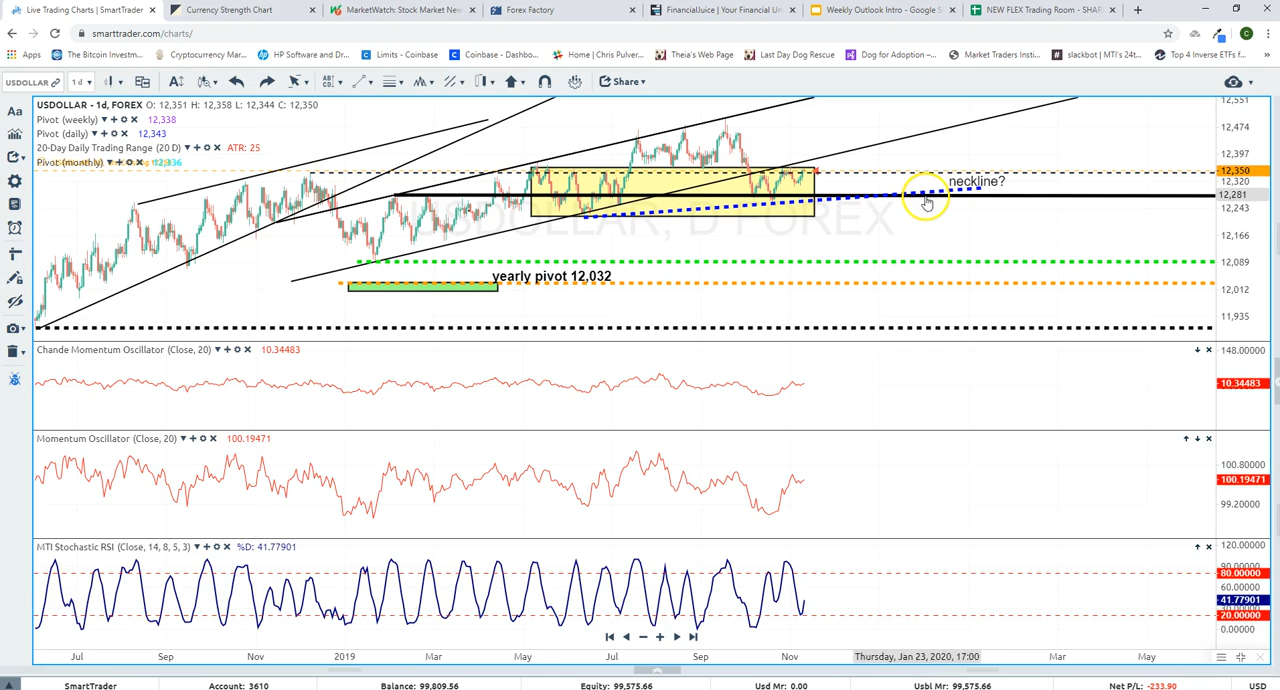 Live Trading Charts | SmartTrader
Currency Strength Chart
MarketWatch: Stock Market New
Forex Factory
FinancialJuice | Your Financial Un
Weekly Outlook Intro - Google S
NEW FLEX Trading Room - SHAR
smarttrader.com/charts/
Apps
The Bitcoin Investm...
Cryptocurrency Mar...
HP Software and Dr...
Limits - Coinbase
Coinbase - Dashbo...
Home | Chris Pulver...
Theia's Web Page
Last Day Dog Rescue
Dog for Adoption –...
Market Traders Insti...
slackbot | MTI's 24t...
Top 4 Inverse ETFs f...
USDOLLAR
1d
Share
USDOLLAR - 1d, FOREX O: 12,351 H: 12,358 L: 12,344 C: 12,350
Pivot (weekly) 12,338
Pivot (daily) 12,343
20-Day Daily Trading Range (20 D) ATR: 25
Pivot (monthly) 12,336
USDOLLAR, D FOREX
neckline?
yearly pivot 12,032
12,551
12,474
12,397
12,350
12,320
12,281
12,243
12,166
12,089
12,012
11,935
Chande Momentum Oscillator (Close, 20) 10.34483
148.00000
10.34483
Momentum Oscillator (Close, 20) 100.19471
100.80000
100.19471
99.20000
MTI Stochastic RSI (Close, 14, 8, 5, 3) %D: 41.77901
120.00000
90.00000
80.00000
60.00000
41.77901
30.00000
20.00000
0.00000
Jul
Sep
Nov
2019
Mar
May
Jul
Sep
Nov
Thursday, Jan 23, 2020, 17:00
Mar
May
SmartTrader
Account: 3610
Balance: 99,809.56
Equity: 99,575.66
Usd Mr: 0.00
Usbl Mr: 99,575.66
Net P/L: -233.90
USD